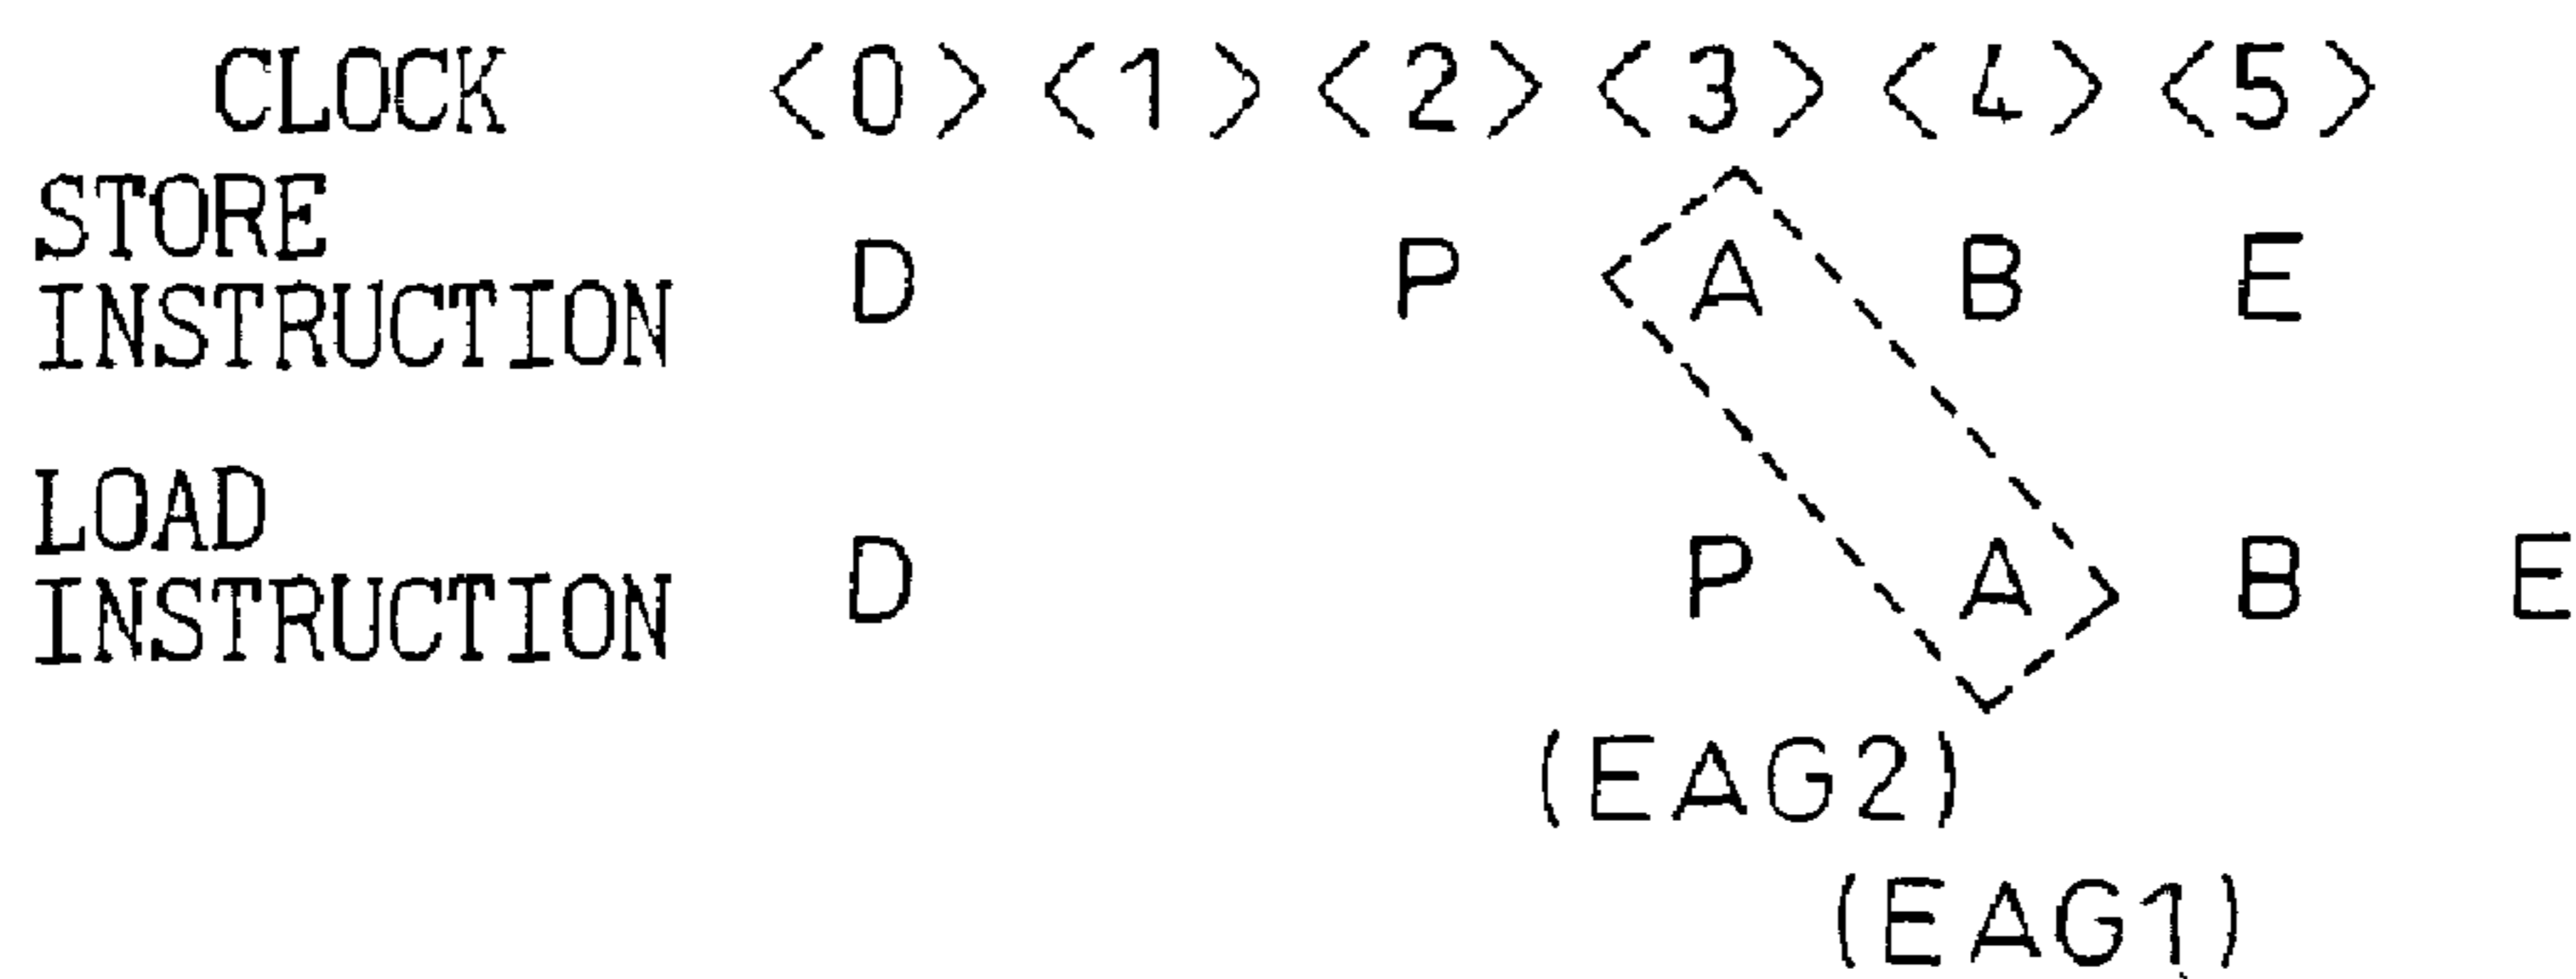 CLOCK <0> <1> <2> <3> <4> <5>
STORE
INSTRUCTION D P A B E
LOAD
INSTRUCTION D P A B E
(EAG2)
(EAG1)